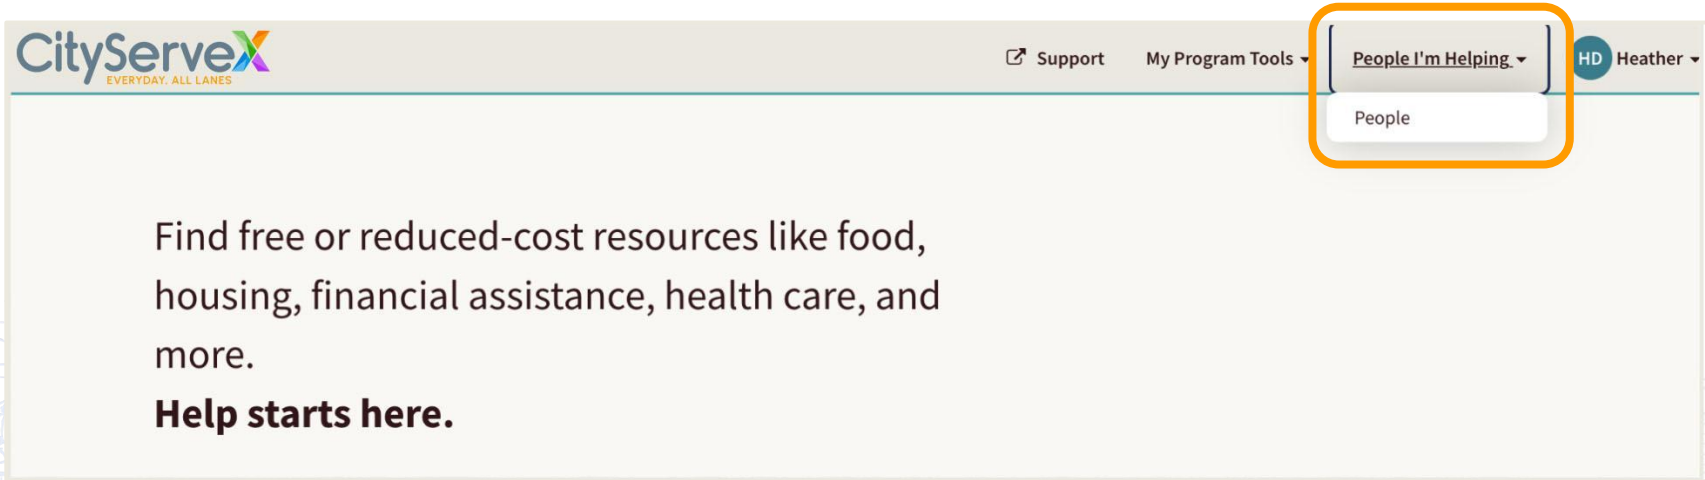 CityServeX
EVERYDAY. ALL LANES
Support
My Program Tools
People I'm Helping
HD Heather
People
Find free or reduced-cost resources like food,
housing, financial assistance, health care, and
more.
Help starts here.